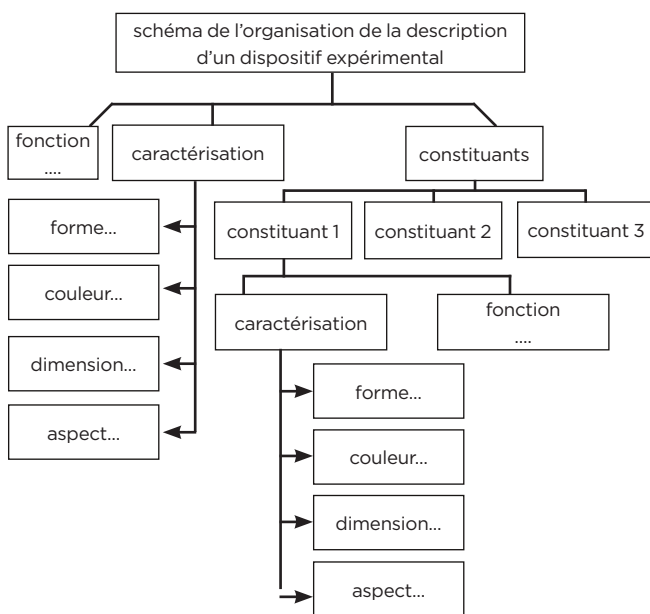 schéma de l'organisation de la description
d'un dispositif expérimental
fonction
....
caractérisation
constituants
forme...
couleur...
dimension...
aspect...
constituant 1
constituant 2
constituant 3
caractérisation
fonction
....
forme...
couleur...
dimension...
aspect...